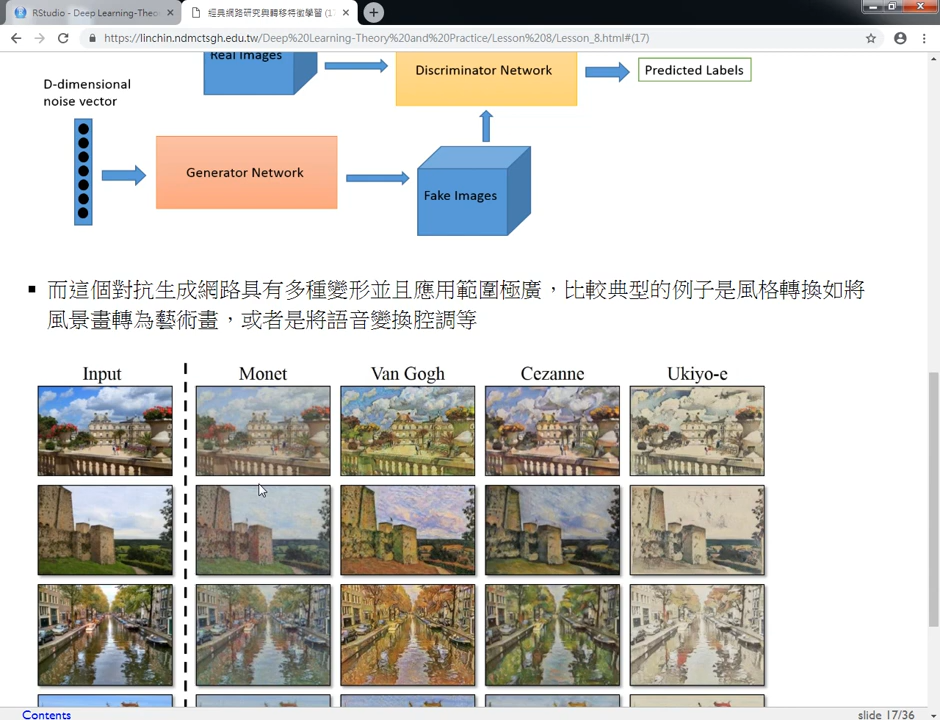 RStudio - Deep Learning-Theo
經典網路研究與轉移特徵學習 (17
https://linchin.ndmctsgh.edu.tw/Deep%20Learning-Theory%20and%20Practice/Lesson%208/Lesson_8.html#(17)
Real Images
Discriminator Network
Predicted Labels
D-dimensional
noise vector
Generator Network
Fake Images
而這個對抗生成網路具有多種變形並且應用範圍極廣，比較典型的例子是風格轉換如將
風景畫轉為藝術畫，或者是將語音變換腔調等
Input Monet Van Gogh Cezanne Ukiyo-e
Contents
slide 17/36